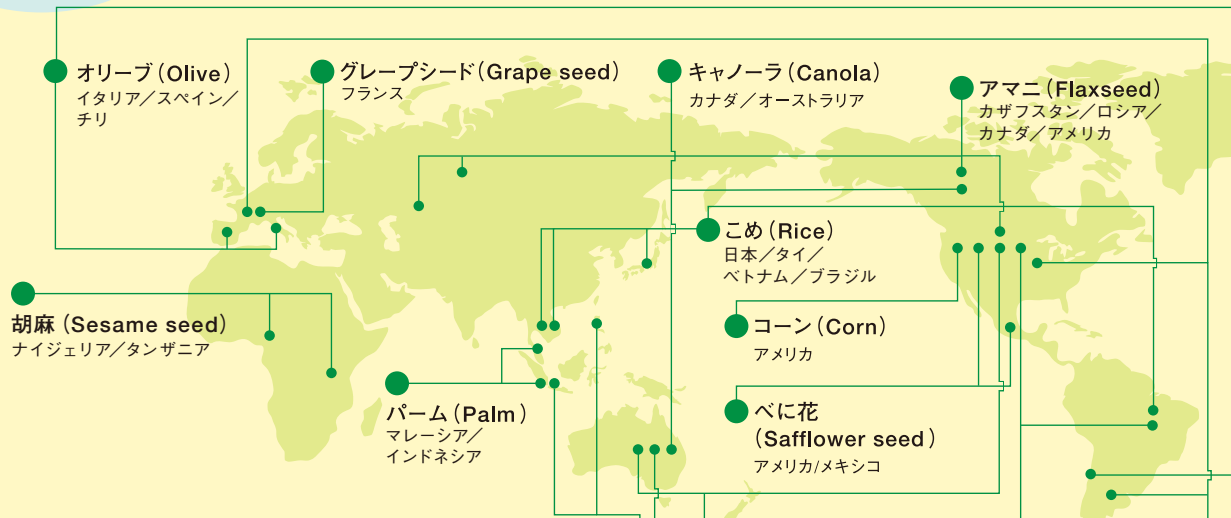 オリーブ(Olive)
イタリア／スペイン／
チリ
グレープシード(Grape seed)
フランス
キャノーラ(Canola)
カナダ／オーストラリア
アマニ(Flaxseed)
カザフスタン／ロシア／
カナダ／アメリカ
こめ(Rice)
日本／タイ／
ベトナム／ブラジル
胡麻(Sesame seed)
ナイジェリア／タンザニア
コーン(Corn)
アメリカ
パーム(Palm)
マレーシア／
インドネシア
べに花
(Safflower seed)
アメリカ/メキシコ